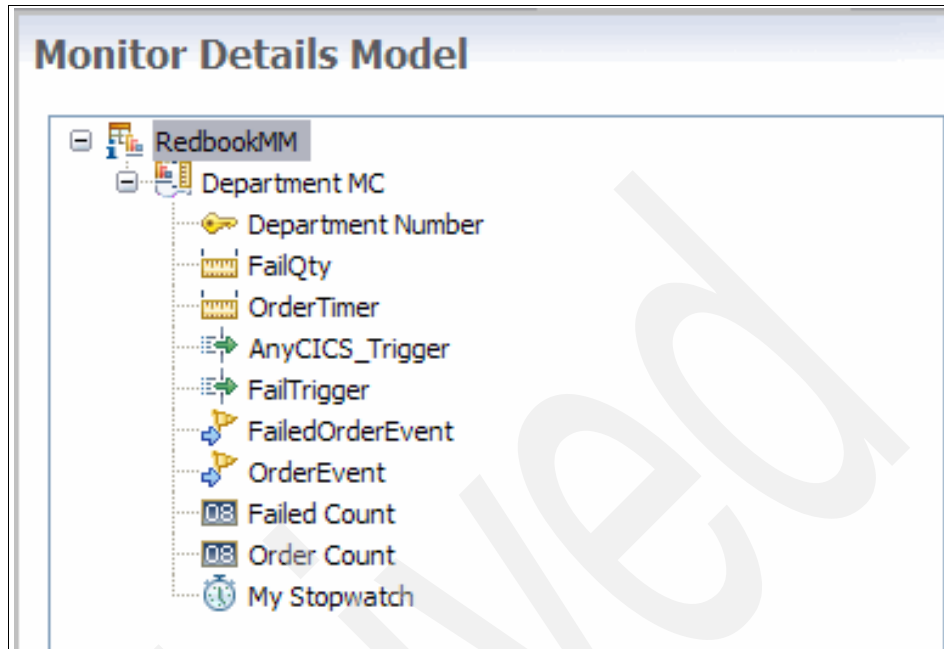 Monitor Details Model
RedbookMM
Department MC
Department Number
FailQty
OrderTimer
AnyCICS_Trigger
FailTrigger
FailedOrderEvent
OrderEvent
Failed Count
Order Count
My Stopwatch